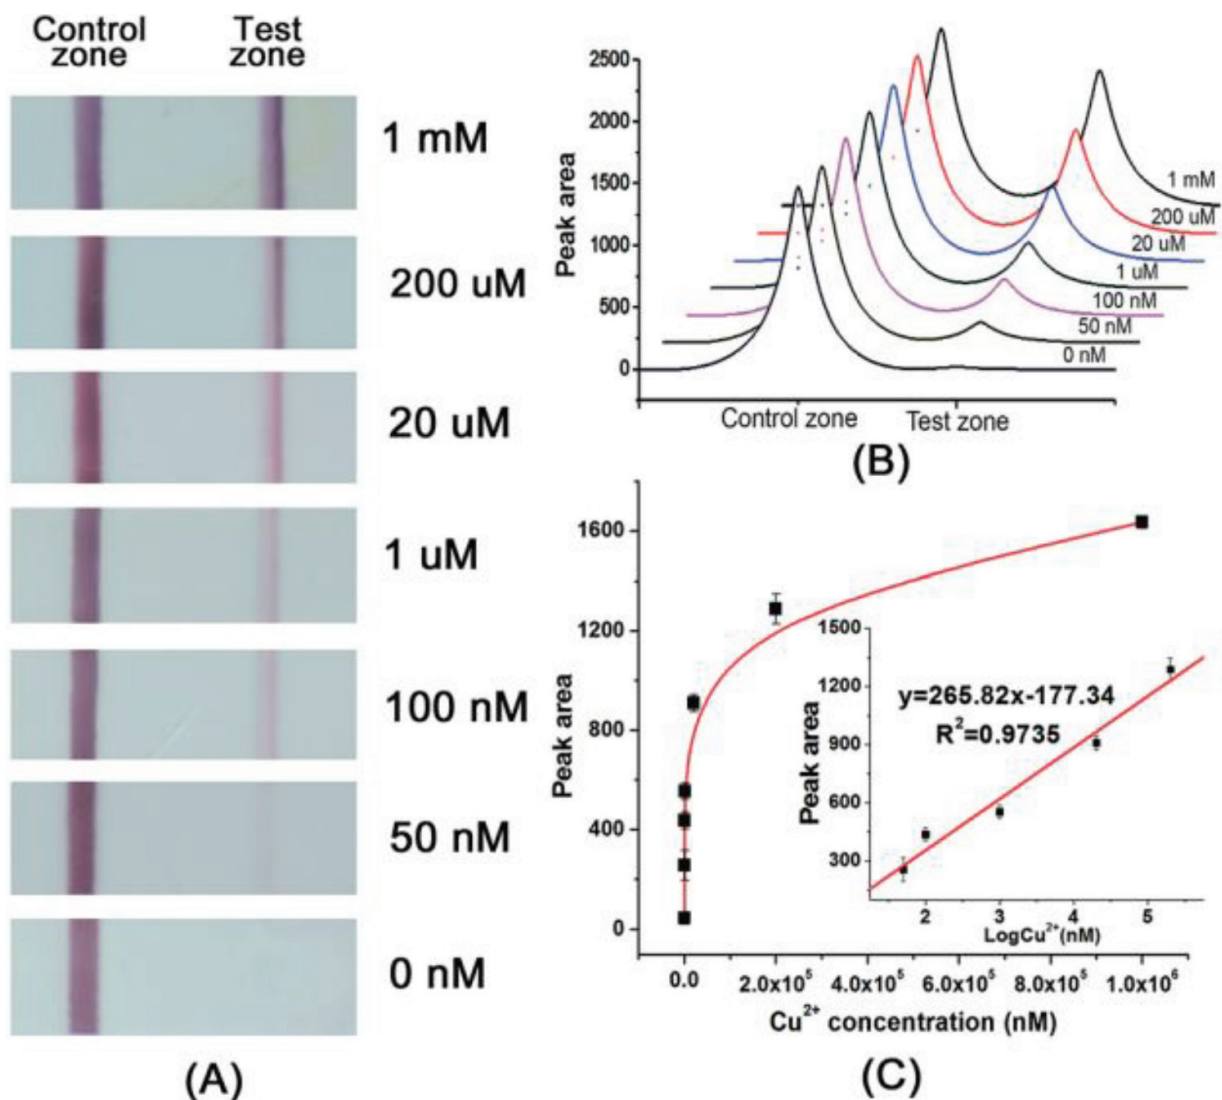 Control zone
Test zone
1 mM
200 uM
20 uM
1 uM
100 nM
50 nM
0 nM
(A)
Peak area
2500
2000
1500
1000
500
0
1 mM
200 uM
20 uM
1 uM
100 nM
50 nM
0 nM
Control zone
Test zone
(B)
Peak area
1600
1200
800
400
0
0.0
2.0x10⁵
4.0x10⁵
6.0x10⁵
8.0x10⁵
1.0x10⁶
Cu²⁺ concentration (nM)
Peak area
1500
1200
900
600
300
y=265.82x-177.34
R²=0.9735
2
3
4
5
LogCu²⁺(nM)
(C)